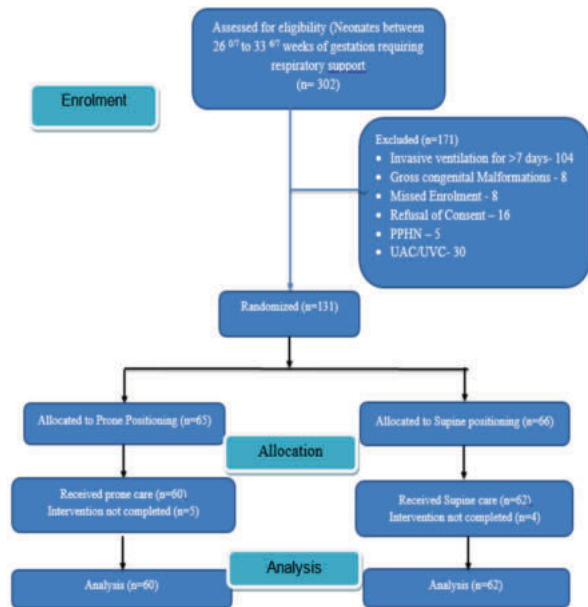 Assessed for eligibility (Neonates between
26 0/7 to 33 6/7 weeks of gestation requiring
respiratory support
(n= 302)
Enrolment
Excluded (n=171)
• Invasive ventilation for >7 days- 104
• Gross congenital Malformations - 8
• Missed Enrolment - 8
• Refusal of Consent – 16
• PPHN – 5
• UAC/UVC- 30
Randomized (n=131)
Allocated to Prone Positioning (n=65)
Allocated to Supine positioning (n=66)
Allocation
Received prone care (n=60)
Intervention not completed (n=5)
Received Supine care (n=62)
Intervention not completed (n=4)
Analysis
Analysis (n=60)
Analysis (n=62)